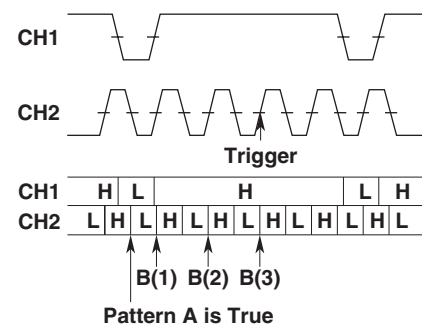 CH1
CH2
Trigger
CH1 H L H L H
CH2 L H L H L H L H L H L H L
B(1) B(2) B(3)
Pattern A is True